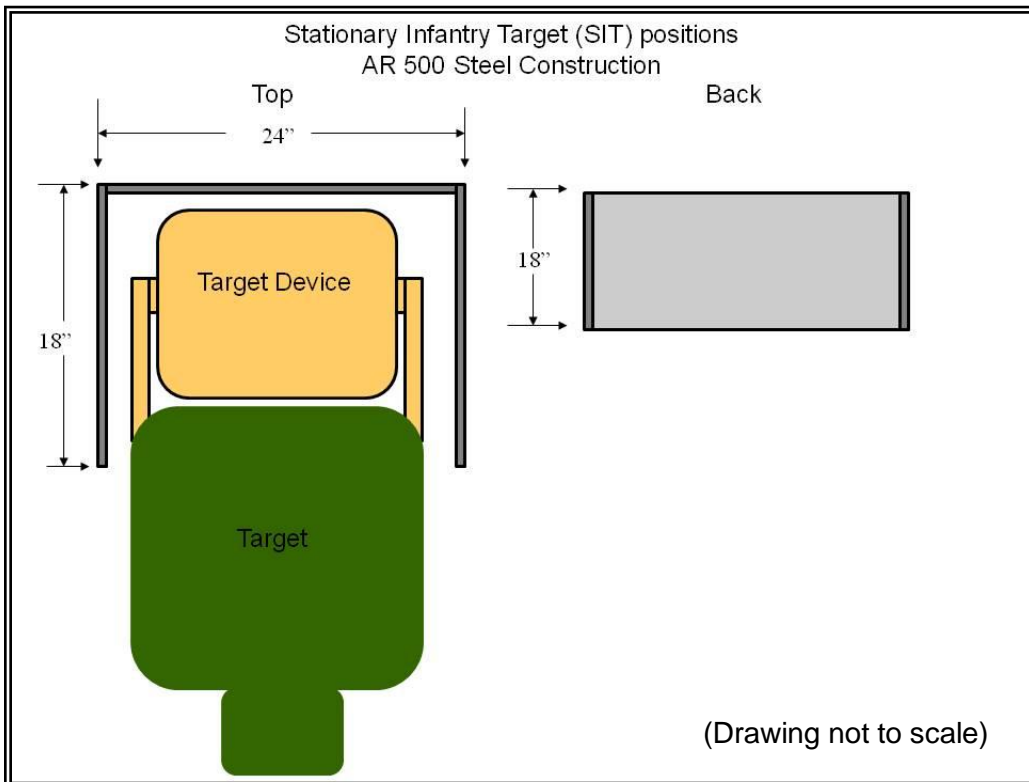 Stationary Infantry Target (SIT) positions
AR 500 Steel Construction
Top
Back
24”
18”
Target Device
18”
Target
(Drawing not to scale)